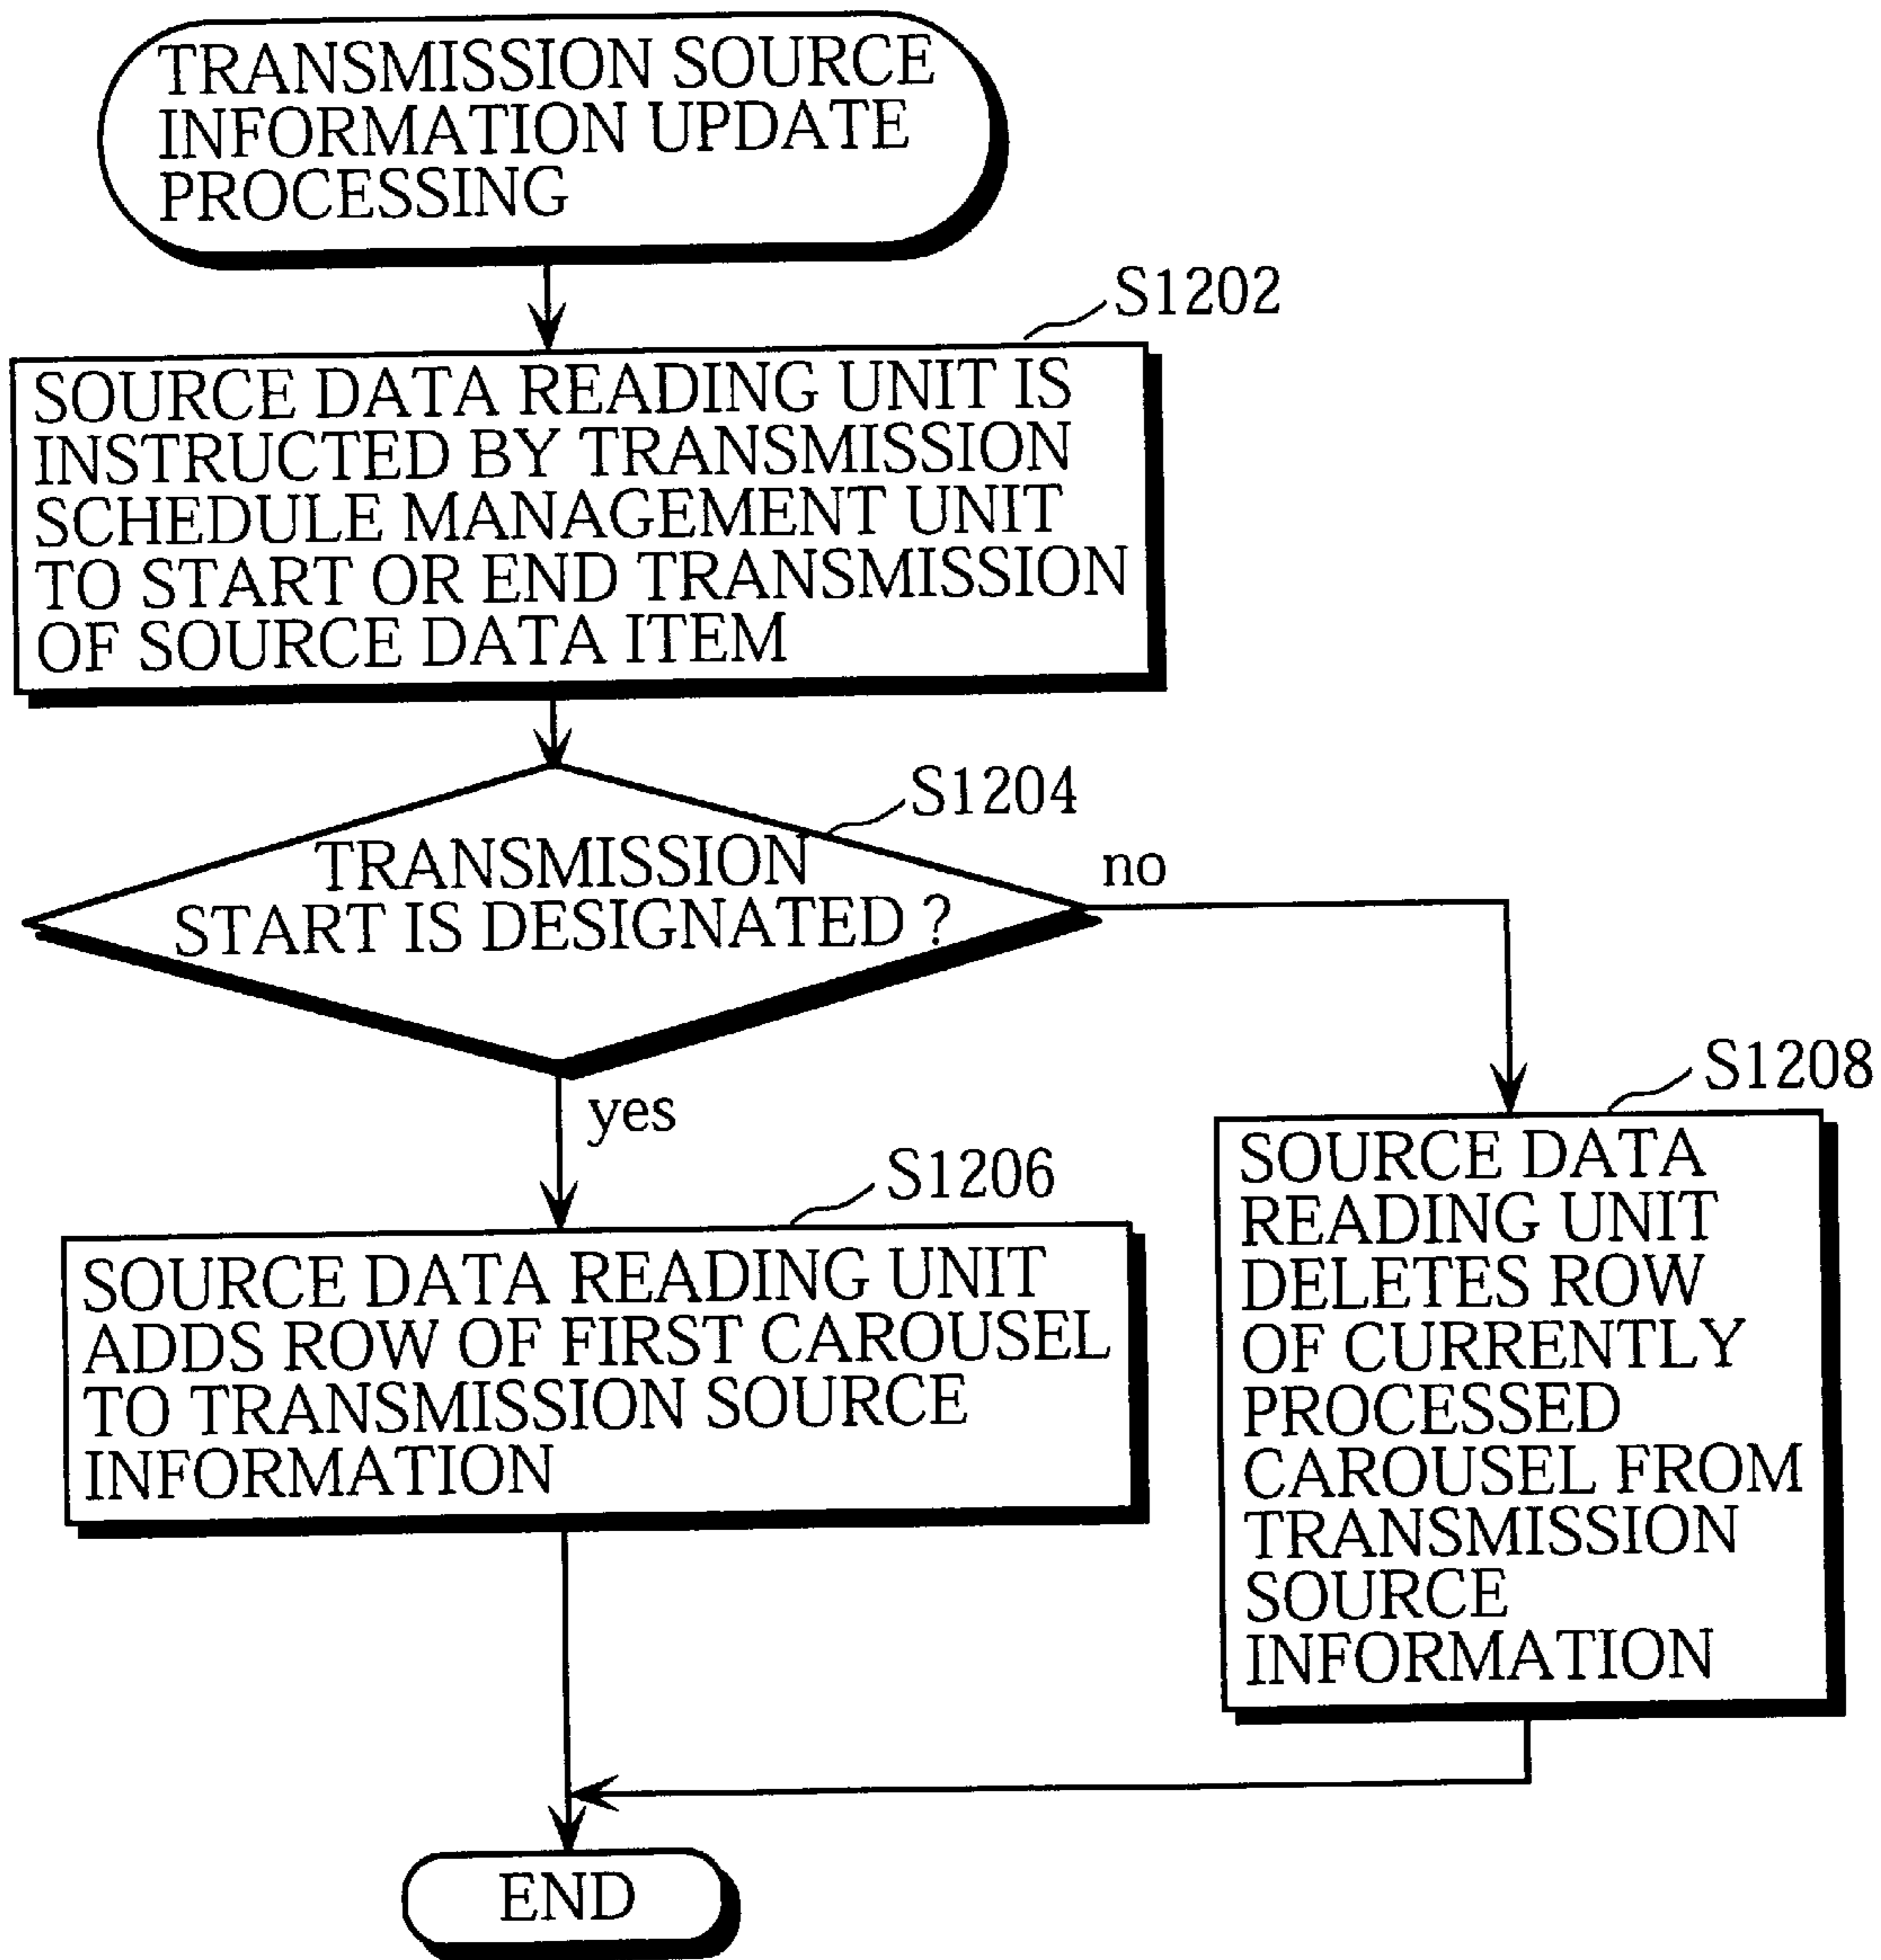 TRANSMISSION SOURCE
INFORMATION UPDATE
PROCESSING
S1202
SOURCE DATA READING UNIT IS
INSTRUCTED BY TRANSMISSION
SCHEDULE MANAGEMENT UNIT
TO START OR END TRANSMISSION
OF SOURCE DATA ITEM
S1204
TRANSMISSION
START IS DESIGNATED ?
no
yes
S1206
SOURCE DATA READING UNIT
ADDS ROW OF FIRST CAROUSEL
TO TRANSMISSION SOURCE
INFORMATION
S1208
SOURCE DATA
READING UNIT
DELETES ROW
OF CURRENTLY
PROCESSED
CAROUSEL FROM
TRANSMISSION
SOURCE
INFORMATION
END